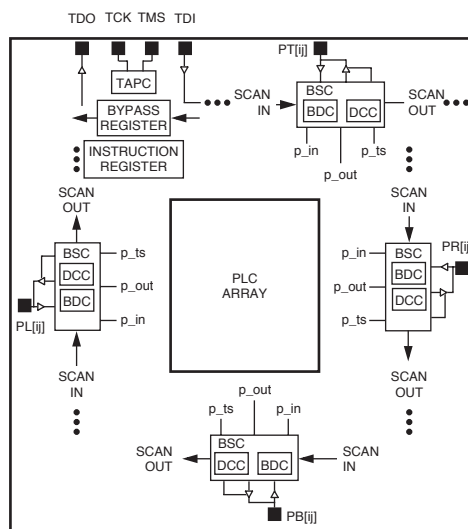 TDO TCK TMS TDI
PT[ij]
TAPC
SCAN
IN
BSC
BDC DCC
SCAN
OUT
BYPASS
REGISTER
p_in p_ts
p_out
INSTRUCTION
REGISTER
SCAN
OUT
BSC
DCC
BDC
p_ts
p_out
p_in
PL[ij]
SCAN
IN
PLC
ARRAY
SCAN
IN
p_in
p_out
p_ts
BSC
BDC
DCC
PR[ij]
SCAN
OUT
p_out
p_ts p_in
BSC
DCC BDC
SCAN
OUT
SCAN
IN
PB[ij]